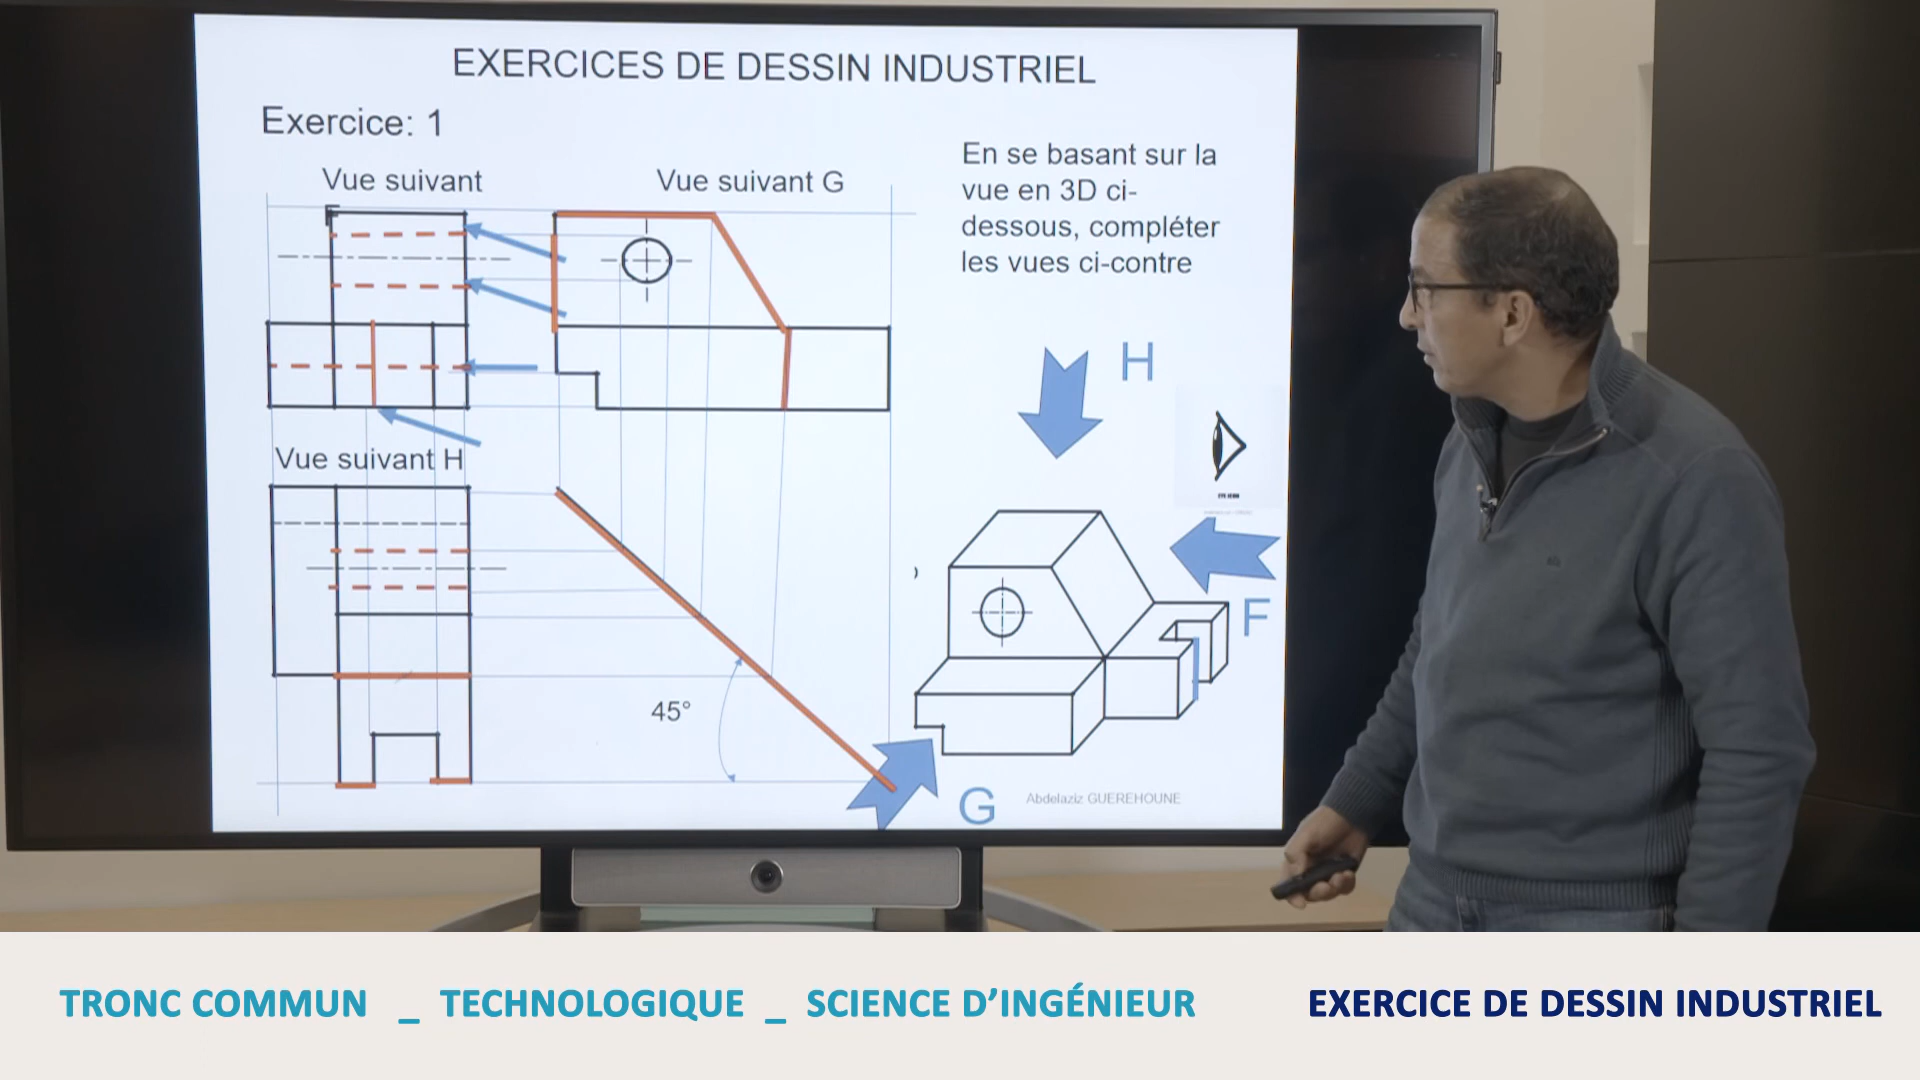 EXERCICES DE DESSIN INDUSTRIEL
Exercice: 1
Vue suivant
F
Vue suivant G
En se basant sur la
vue en 3D ci-
dessous, compléter
les vues ci-contre
H
Vue suivant H
F
45°
G
Abdelaziz GUEREHOUNE
TRONC COMMUN _ TECHNOLOGIQUE _ SCIENCE D’INGÉNIEUR
EXERCICE DE DESSIN INDUSTRIEL